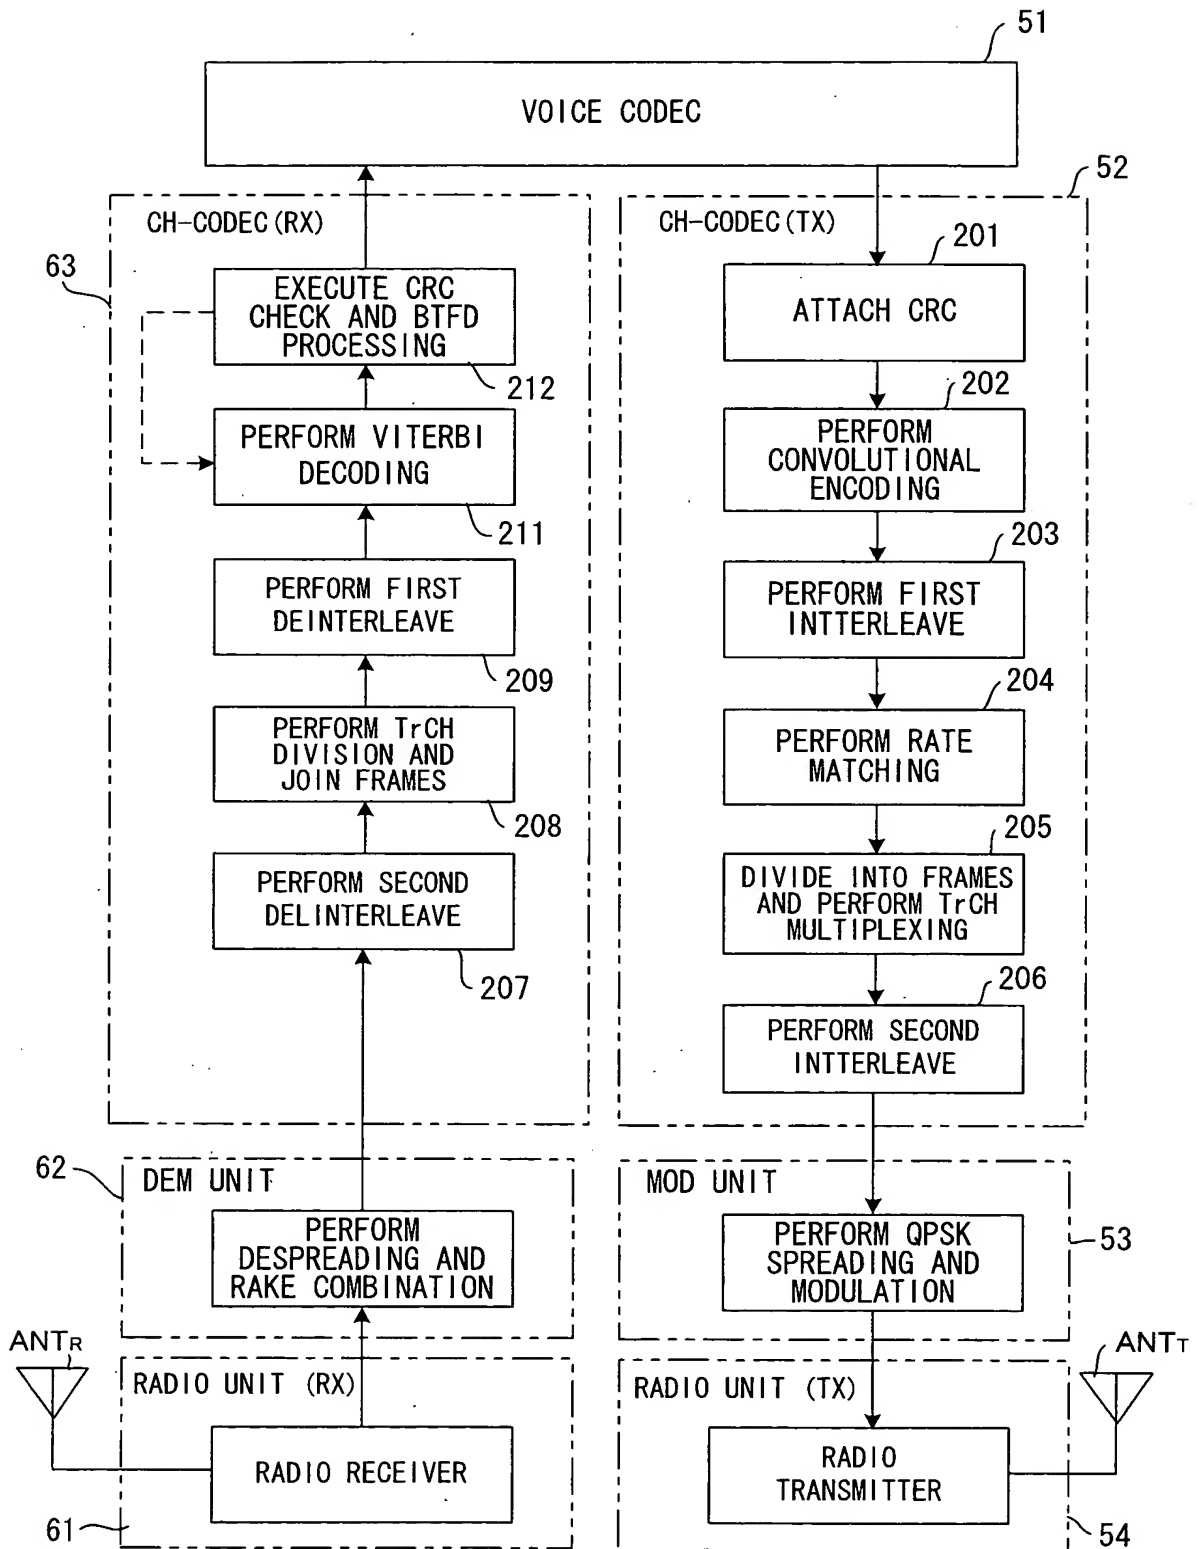 51
VOICE CODEC
52
CH-CODEC(RX)
63
EXECUTE CRC
CHECK AND BTFD
PROCESSING
212
PERFORM VITERBI
DECODING
211
PERFORM FIRST
DEINTERLEAVE
209
PERFORM TrCH
DIVISION AND
JOIN FRAMES
208
PERFORM SECOND
DELINTERLEAVE
207
CH-CODEC(TX)
201
ATTACH CRC
202
PERFORM
CONVOLUTIONAL
ENCODING
203
PERFORM FIRST
INTTERLEAVE
204
PERFORM RATE
MATCHING
205
DIVIDE INTO FRAMES
AND PERFORM TrCH
MULTIPLEXING
206
PERFORM SECOND
INTTERLEAVE
62
DEM UNIT
PERFORM
DESPREADING AND
RAKE COMBINATION
MOD UNIT
PERFORM QPSK
SPREADING AND
MODULATION
53
ANTR
RADIO UNIT (RX)
RADIO RECEIVER
61
RADIO UNIT (TX)
RADIO
TRANSMITTER
ANTT
54